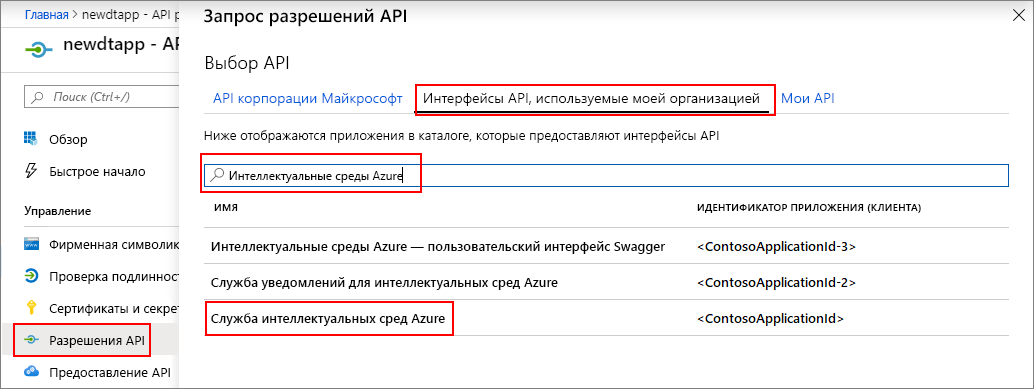 Главная > newdtapp - API р
newdtapp - API
Поиск (Ctrl+/)
Обзор
Быстрое начало
Управление
Фирменная символик
Проверка подлинност
Сертификаты и секрет
Разрешения API
Предоставление API
Запрос разрешений API
Выбор API
API корпорации Майкрософт Интерфейсы API, используемые моей организацией Мои API
Ниже отображаются приложения в каталоге, которые предоставляют интерфейсы API
Интеллектуальные среды Azure
ИМЯ ИДЕНТИФИКАТОР ПРИЛОЖЕНИЯ (КЛИЕНТА)
Интеллектуальные среды Azure — пользовательский интерфейс Swagger <ContosoApplicationId-3>
Служба уведомлений для интеллектуальных сред Azure <ContosoApplicationId-2>
Служба интеллектуальных сред Azure <ContosoApplicationId>